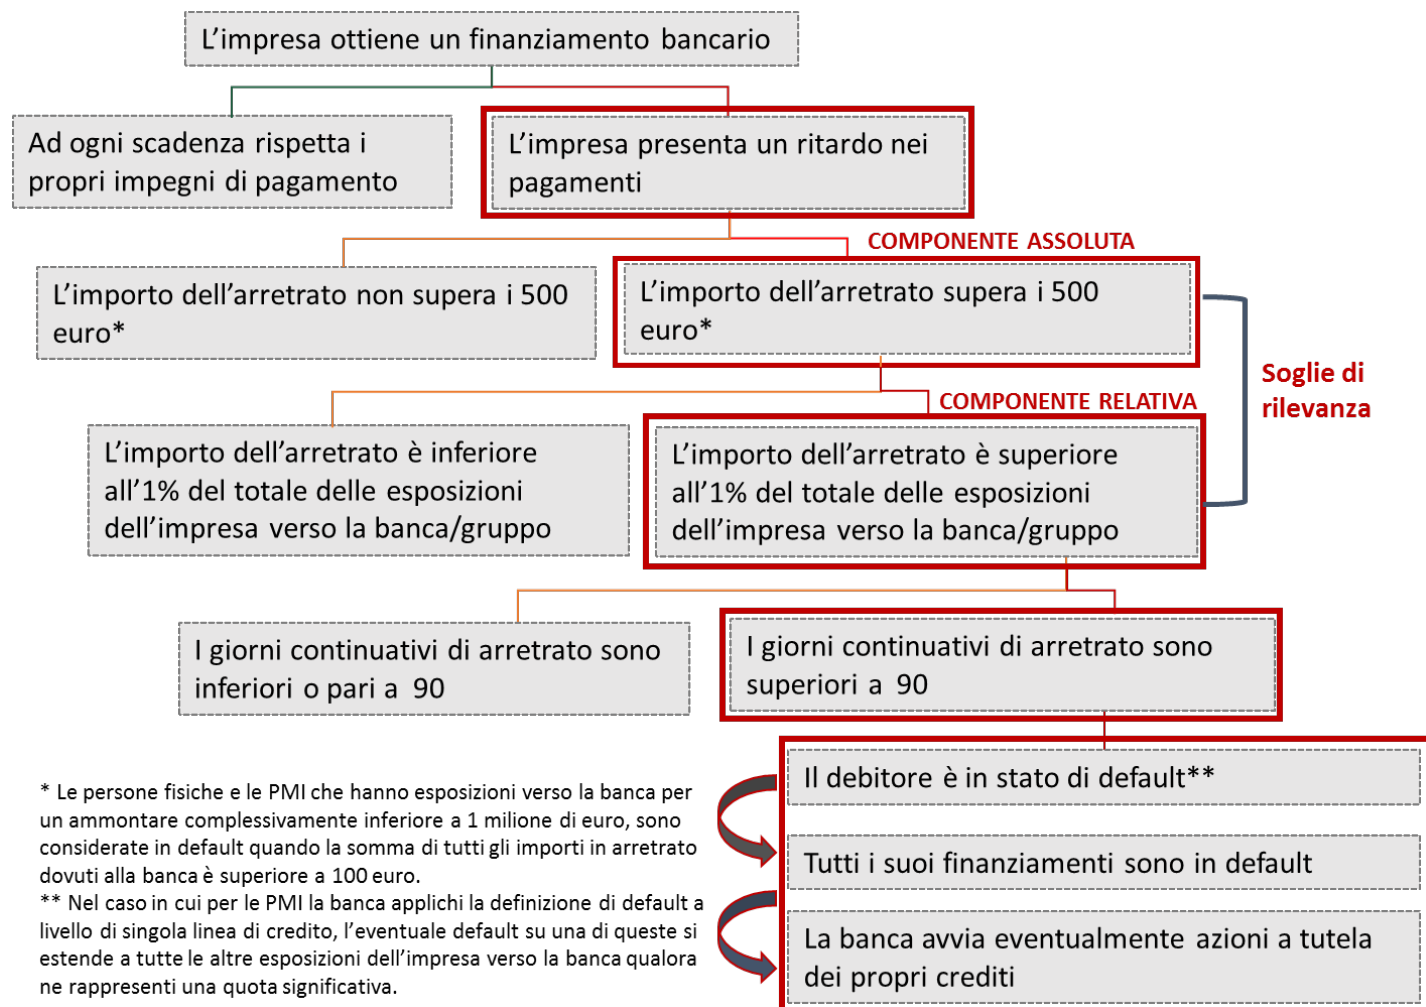 L'impresa ottiene un finanziamento bancario
Ad ogni scadenza rispetta i
propri impegni di pagamento
L'impresa presenta un ritardo nei
pagamenti
COMPONENTE ASSOLUTA
L'importo dell'arretrato non supera i 500
euro*
L'importo dell'arretrato supera i 500
euro*
Soglie di
rilevanza
COMPONENTE RELATIVA
L'importo dell'arretrato è inferiore
all'1% del totale delle esposizioni
dell'impresa verso la banca/gruppo
L'importo dell'arretrato è superiore
all'1% del totale delle esposizioni
dell'impresa verso la banca/gruppo
I giorni continuativi di arretrato sono
inferiori o pari a 90
I giorni continuativi di arretrato sono
superiori a 90
Il debitore è in stato di default**
Tutti i suoi finanziamenti sono in default
La banca avvia eventualmente azioni a tutela
dei propri crediti
* Le persone fisiche e le PMI che hanno esposizioni verso la banca per
un ammontare complessivamente inferiore a 1 milione di euro, sono
considerate in default quando la somma di tutti gli importi in arretrato
dovuti alla banca è superiore a 100 euro.
** Nel caso in cui per le PMI la banca applichi la definizione di default a
livello di singola linea di credito, l'eventuale default su una di queste si
estende a tutte le altre esposizioni dell'impresa verso la banca qualora
ne rappresenti una quota significativa.